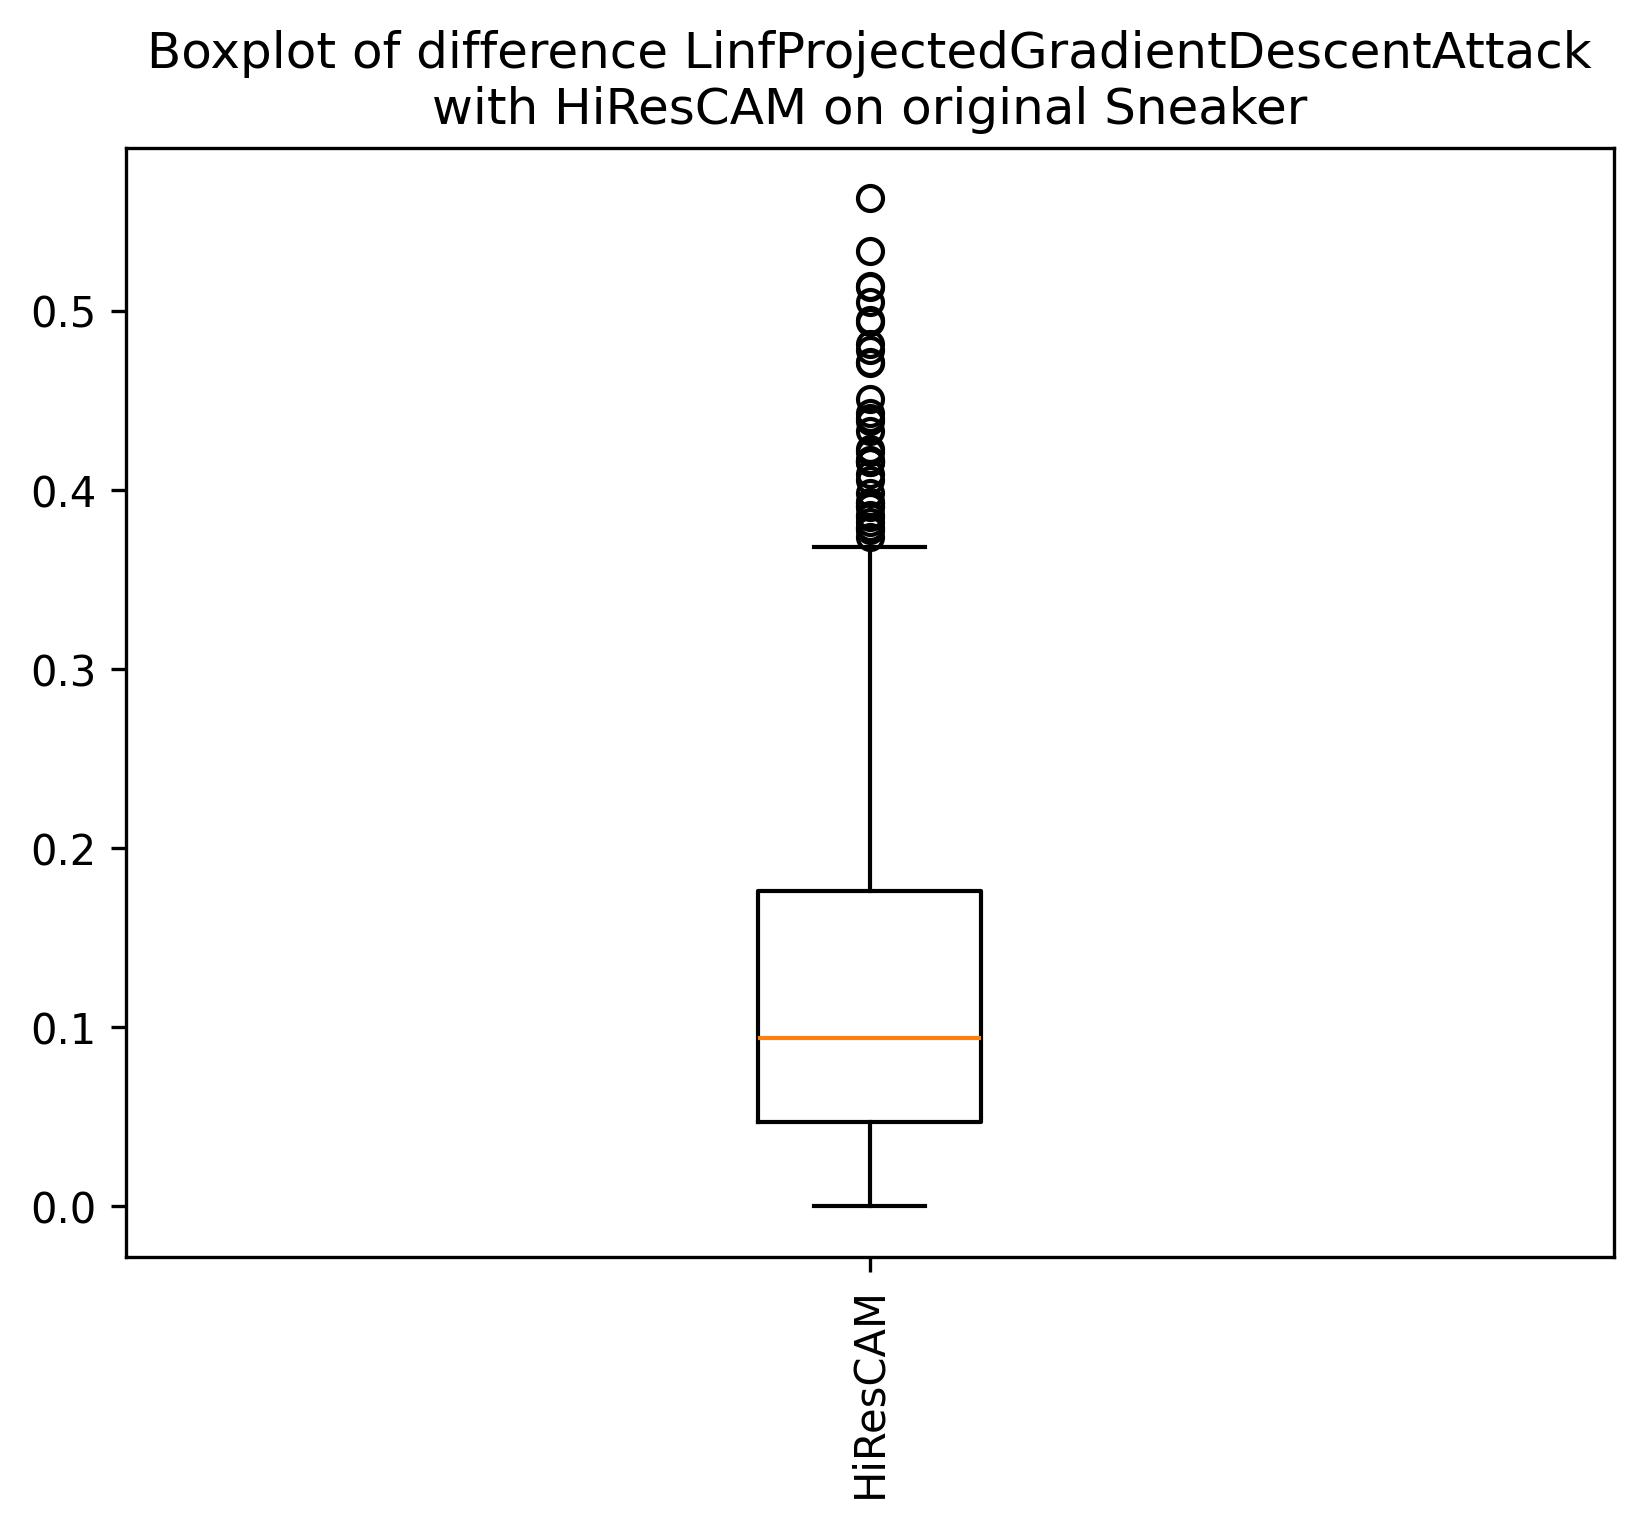 Boxplot of difference LinfProjectedGradientDescentAttack
with HiResCAM on original Sneaker
0.5
0.4
0.3
0.2
0.1
0.0
HiResCAM